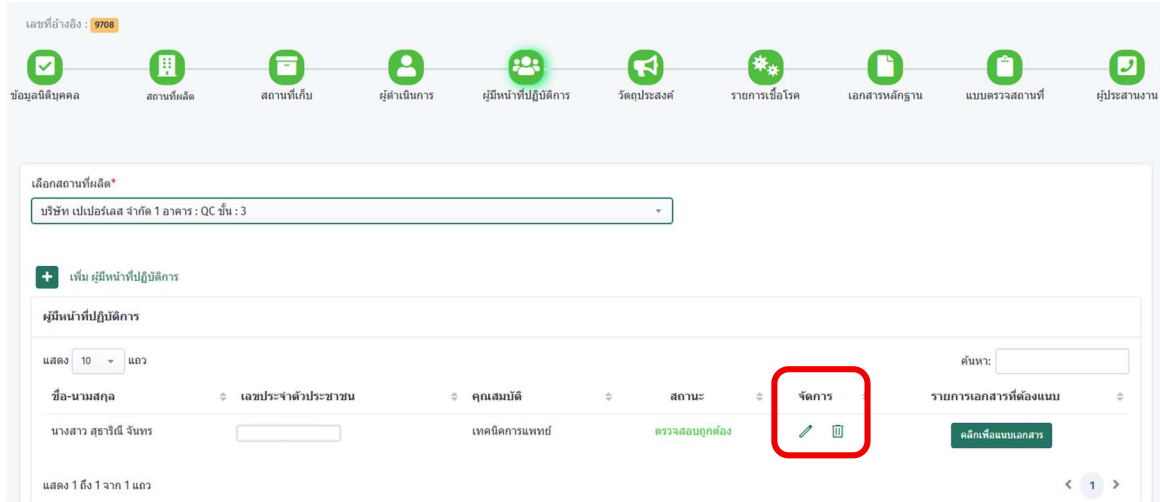 เลขที่อ้างอิง : 9708
ข้อมูลนิติบุคคล สถานที่ผลิต สถานที่เก็บ ผู้ดำเนินการ ผู้มีหน้าที่ปฏิบัติการ วัตถุประสงค์ รายการเชื้อโรค เอกสารหลักฐาน แบบตรวจสถานที่ ผู้ประสานงาน
เลือกสถานที่ผลิต*
บริษัท เปเปอร์เลส จำกัด 1 อาคาร : QC ชั้น : 3
เพิ่ม ผู้มีหน้าที่ปฏิบัติการ
ผู้มีหน้าที่ปฏิบัติการ
แสดง 10 แถว ค้นหา:
ชื่อ-นามสกุล เลขประจำตัวประชาชน คุณสมบัติ สถานะ จัดการ รายการเอกสารที่ต้องแนบ
นางสาว สุธาริณี จันทร เทคนิคการแพทย์ ตรวจสอบถูกต้อง คลิกเพื่อแนบเอกสาร
แสดง 1 ถึง 1 จาก 1 แถว 1